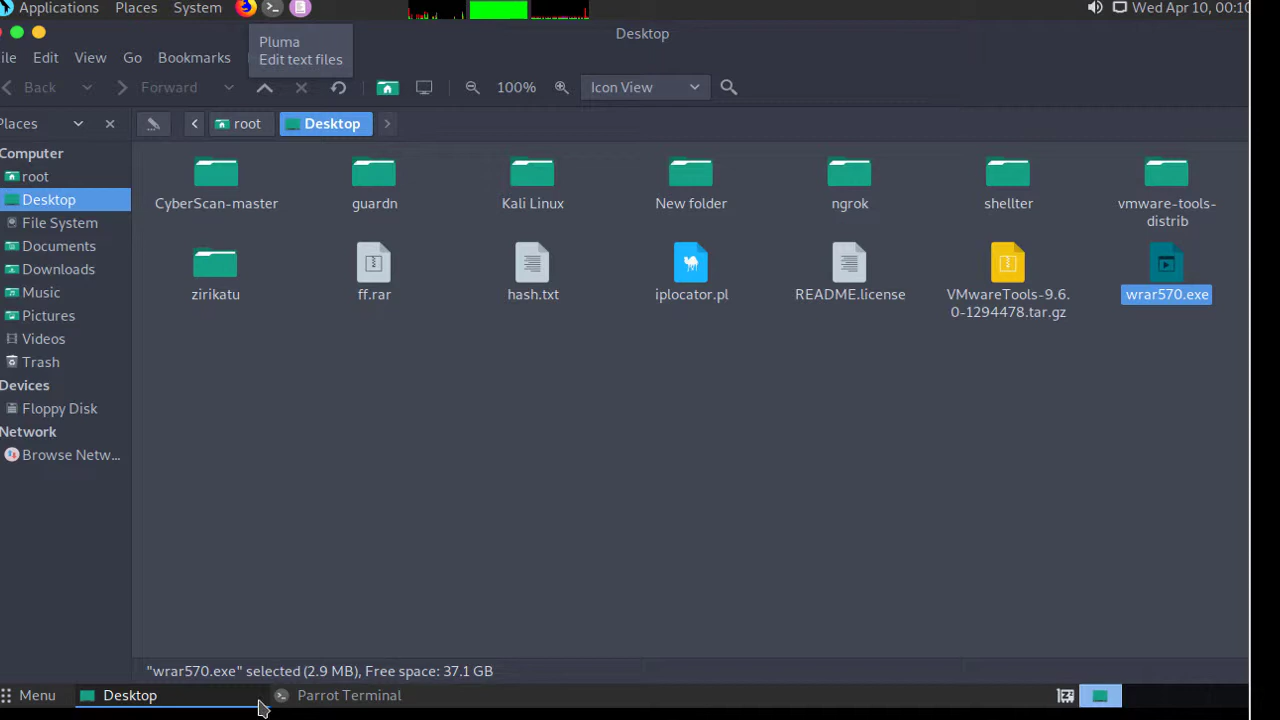 Applications Places System Wed Apr 10, 00:10
Pluma
Edit text files
Desktop
ile Edit View Go Bookmarks
Back Forward 100% Icon View
Places root Desktop
Computer
root
Desktop
File System
Documents
Downloads
Music
Pictures
Videos
Trash
Devices
Floppy Disk
Network
Browse Netw...
CyberScan-master guardn Kali Linux New folder ngrok shellter vmware-tools-
distrib
zirikatu ff.rar hash.txt iplocator.pl README.license VMwareTools-9.6.
0-1294478.tar.gz
wrar570.exe
"wrar570.exe" selected (2.9 MB), Free space: 37.1 GB
Menu Desktop Parrot Terminal